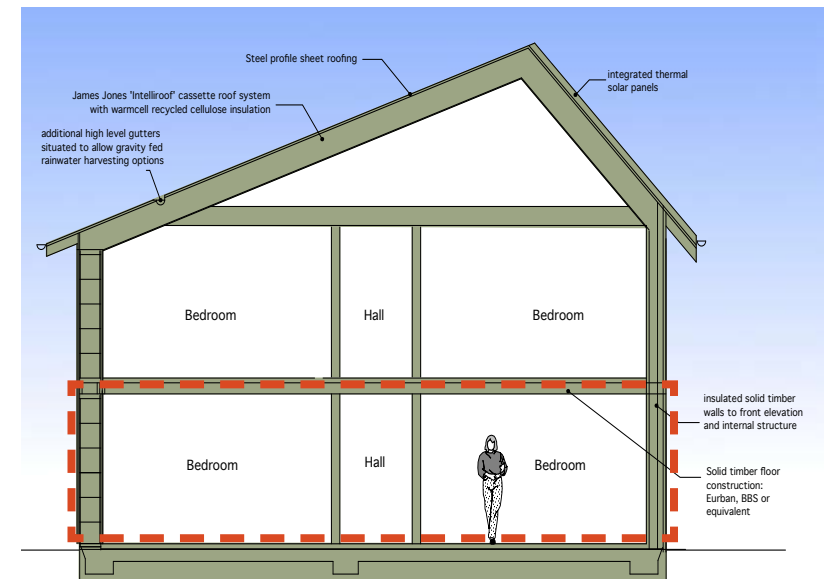 Steel profile sheet roofing
integrated thermal
solar panels
James Jones 'Intelliroof' cassette roof system
with warmcell recycled cellulose insulation
additional high level gutters
situated to allow gravity fed
rainwater harvesting options
Bedroom
Hall
Bedroom
insulated solid timber
walls to front elevation
and internal structure
Bedroom
Hall
Bedroom
Solid timber floor
construction:
Eurban, BBS or
equivalent